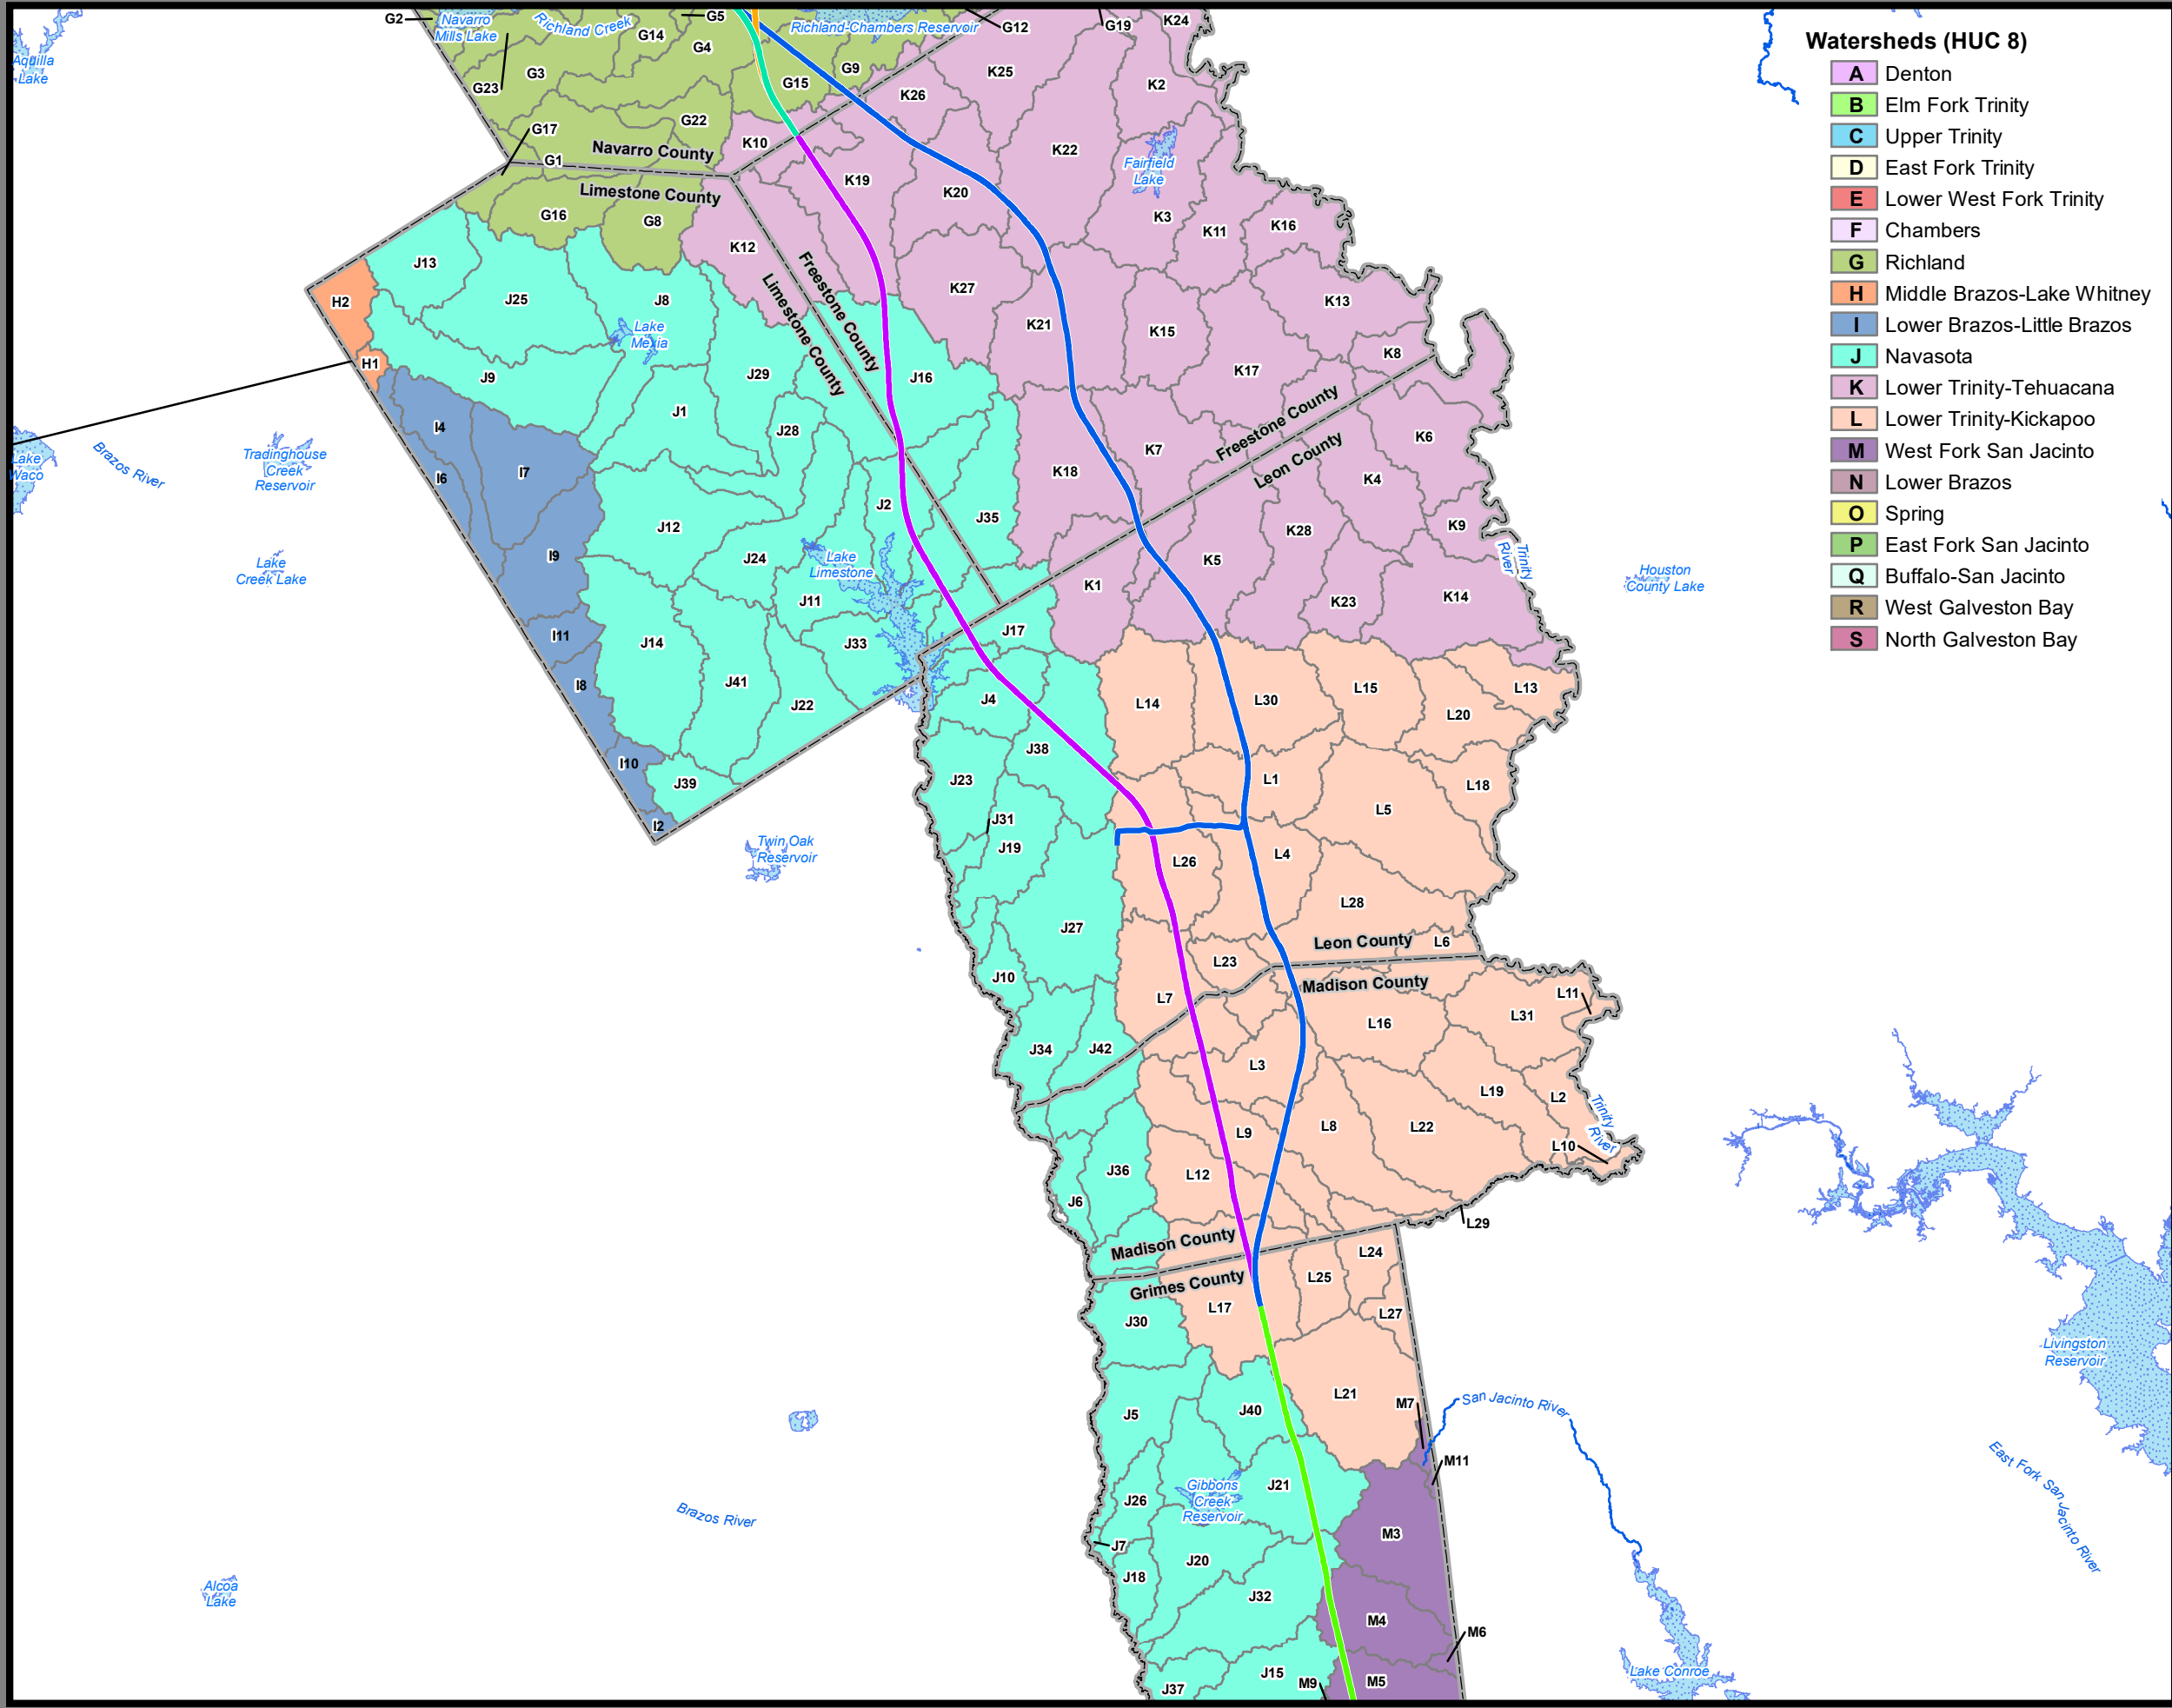 Watersheds (HUC 8)
A Denton
B Elm Fork Trinity
C Upper Trinity
D East Fork Trinity
E Lower West Fork Trinity
F Chambers
G Richland
H Middle Brazos-Lake Whitney
I Lower Brazos-Little Brazos
J Navasota
K Lower Trinity-Tehuacana
L Lower Trinity-Kickapoo
M West Fork San Jacinto
N Lower Brazos
O Spring
P East Fork San Jacinto
Q Buffalo-San Jacinto
R West Galveston Bay
S North Galveston Bay
G2
Navarro
Mills Lake
Richland Creek
G5
Richland-Chambers Reservoir
G12
G19
K24
G14
G4
Aquilla
Lake
G3
G23
G15
G9
K25
K2
K26
G17
G22
K10
G1
Navarro County
Limestone County
K22
Fairfield
Lake
K19
K20
G16
G8
K3
K11
K16
K12
J13
H2
J25
J8
Freestone County
Limestone County
K27
K13
Lake
Mexia
K21
K15
H1
J9
J29
J16
K17
K8
J1
J28
I4
Freestone County
Leon County
K6
Lake
Waco
Brazos River
Tradinghouse
Creek
Reservoir
I6
I7
K18
K7
K4
J12
J2
J35
K28
K9
I9
J24
Lake
Limestone
K5
Trinity
River
Lake
Creek Lake
Houston
County Lake
J11
K1
K23
K14
I11
J14
J33
J17
I8
J41
J22
J4
L14
L30
L15
L13
L20
J38
I10
J39
J23
L1
L18
L5
I2
J31
J19
Twin Oak
Reservoir
L26
L4
L28
J27
Leon County
L6
L23
J10
Madison County
L7
L11
L31
L16
J34
J42
L3
L19
L2
Trinity
River
L9
L8
L22
L10
J36
L12
J6
L29
Madison County
Grimes County
L24
L25
J30
L17
L27
Livingston
Reservoir
L21
J5
J40
M7
San Jacinto River
M11
Gibbons
Creek
Reservoir
J21
J26
East Fork San Jacinto River
Brazos River
M3
J7
J20
J18
Alcoa
Lake
J32
M4
M6
J15
M9
M5
J37
Lake Conroe